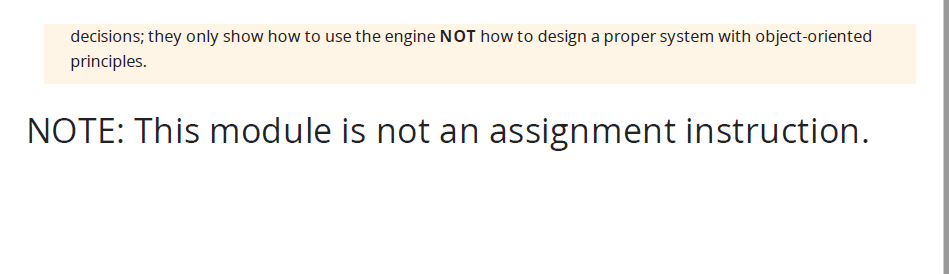 decisions; they only show how to use the engine NOT how to design a proper system with object-oriented
principles.
NOTE: This module is not an assignment instruction.